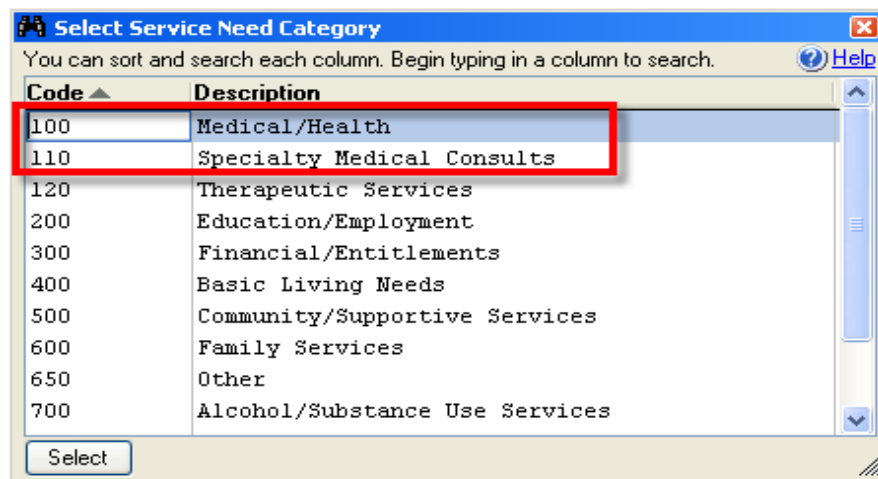 Select Service Need Category
You can sort and search each column. Begin typing in a column to search. Help
Code Description
100 Medical/Health
110 Specialty Medical Consults
120 Therapeutic Services
200 Education/Employment
300 Financial/Entitlements
400 Basic Living Needs
500 Community/Supportive Services
600 Family Services
650 Other
700 Alcohol/Substance Use Services
Select